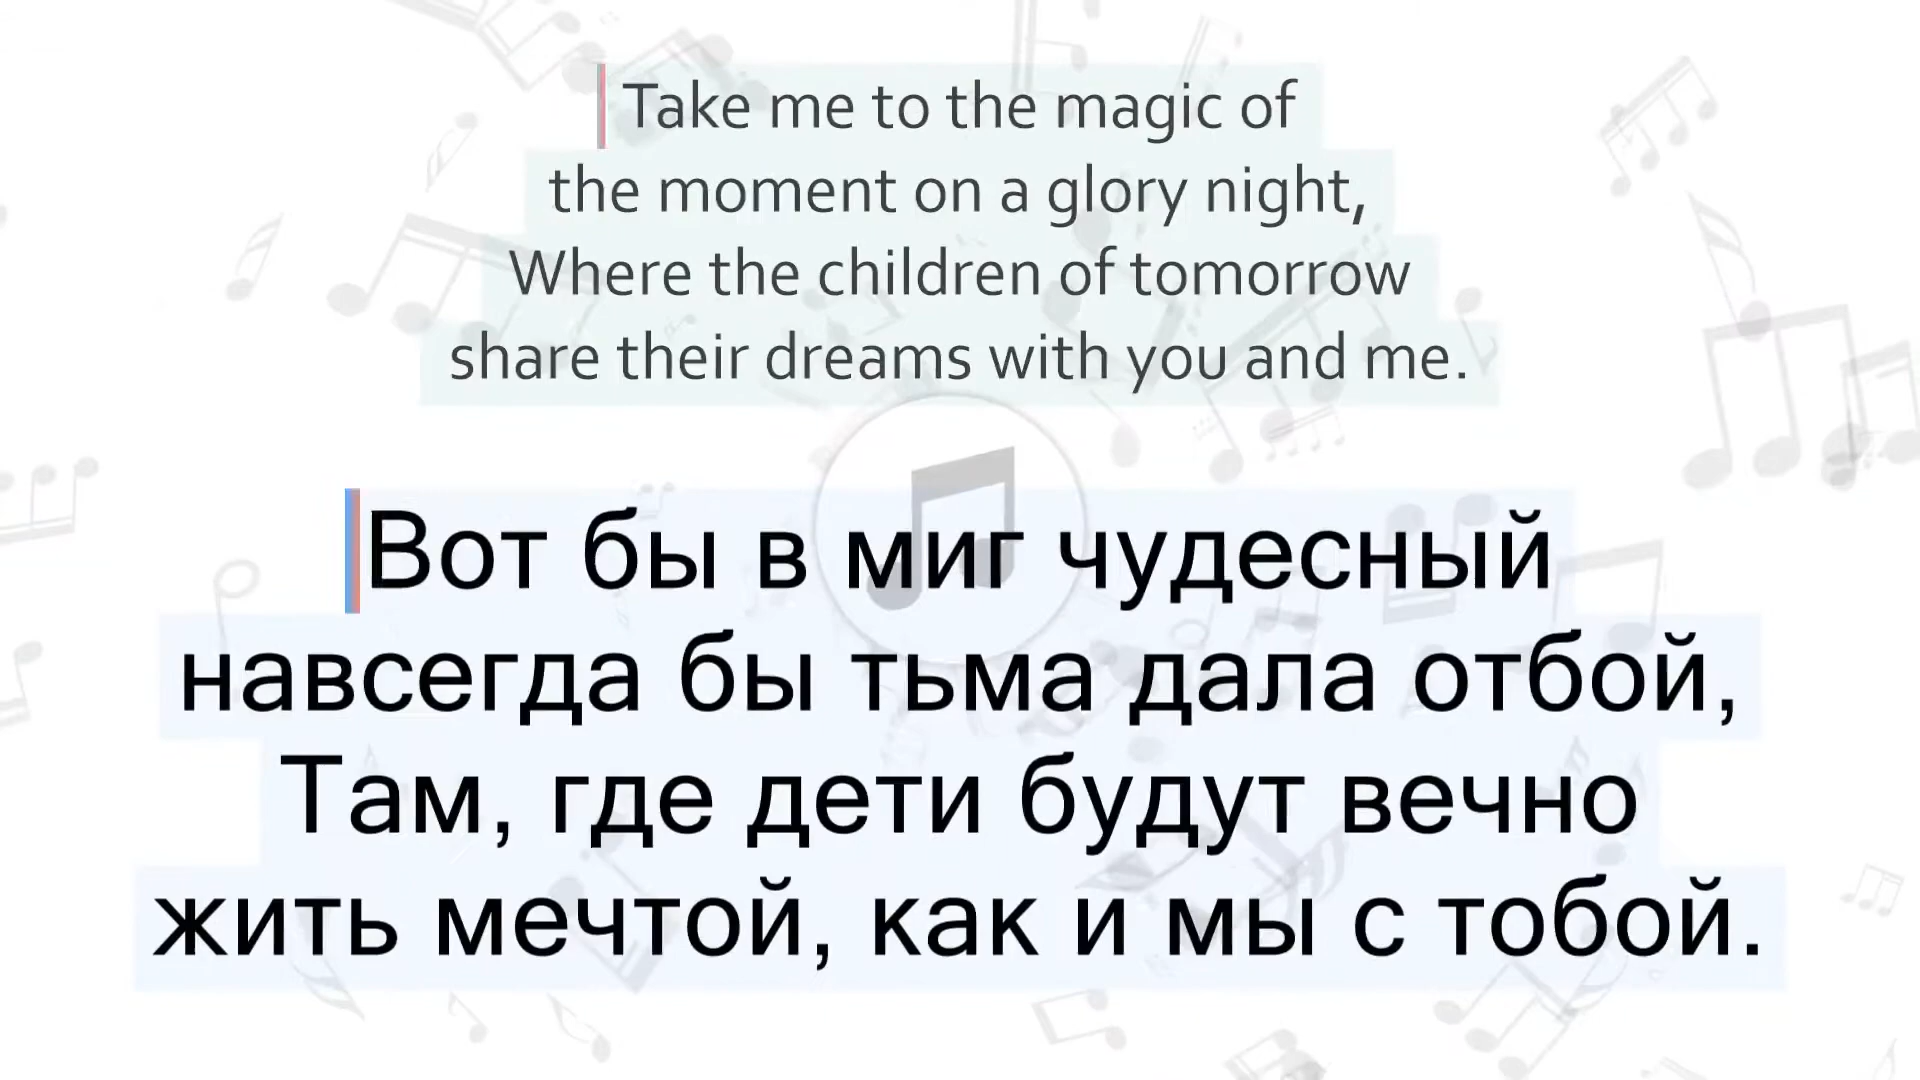 Take me to the magic of
the moment on a glory night,
Where the children of tomorrow
share their dreams with you and me.
Вот бы в миг чудесный
навсегда бы тьма дала отбой,
Там, где дети будут вечно
жить мечтой, как и мы с тобой.